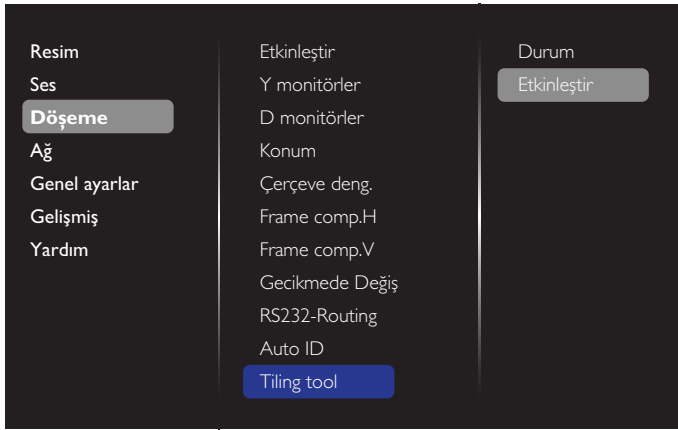 Resim
Ses
Döşeme
Ağ
Genel ayarlar
Gelişmiş
Yardım
Etkinleştir
Y monitörler
D monitörler
Konum
Çerçeve deng.
Frame comp.H
Frame comp.V
Gecikmede Değiş
RS232-Routing
Auto ID
Tiling tool
Durum
Etkinleştir